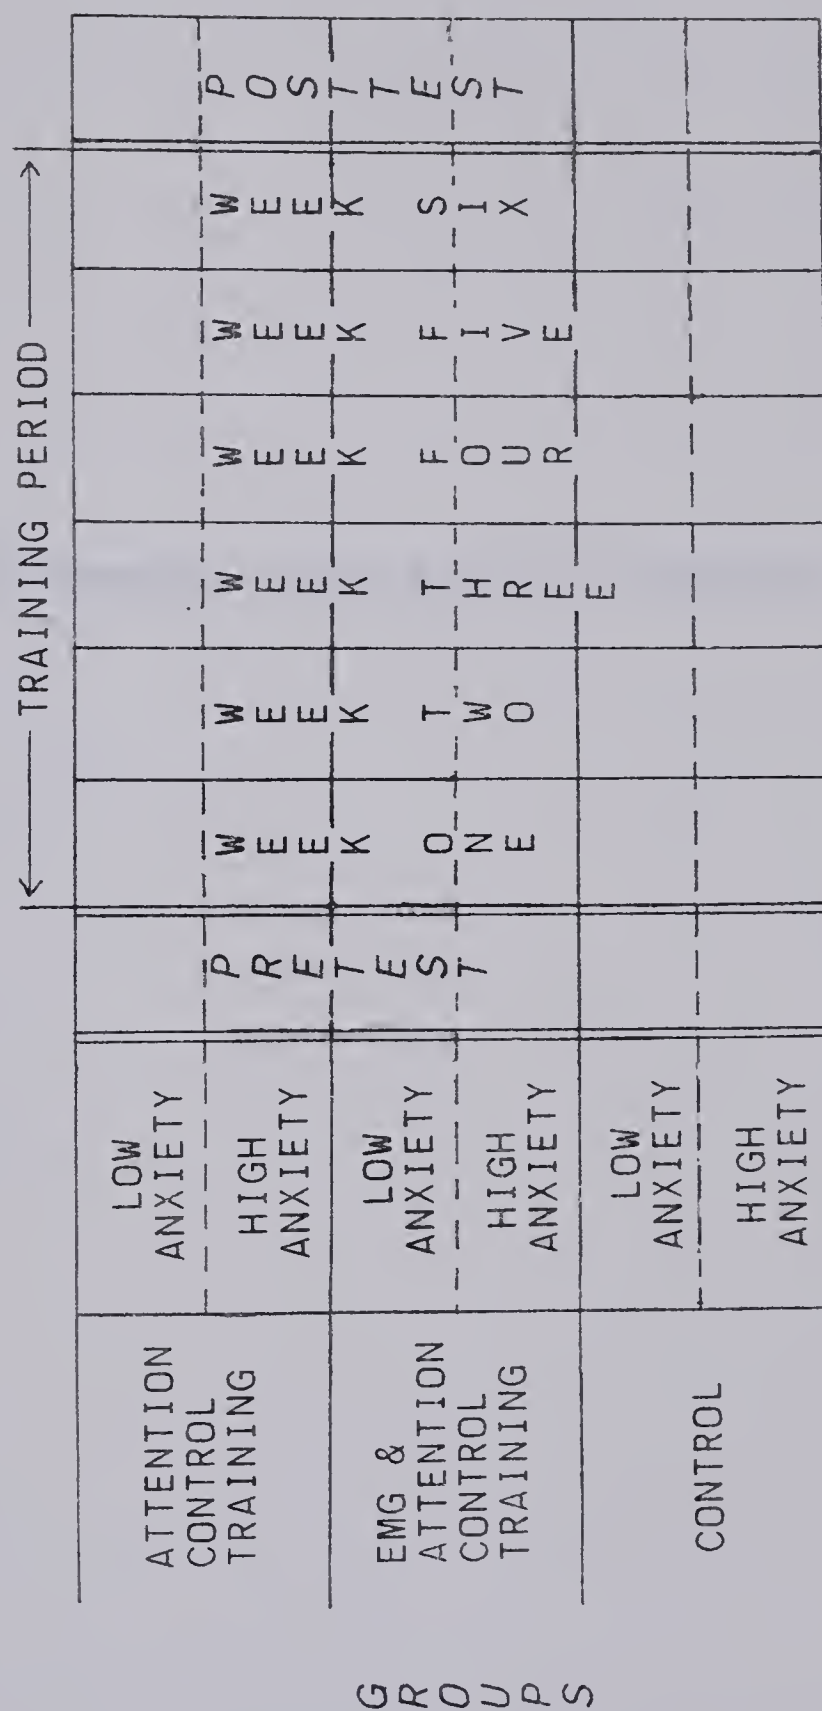 TRAINING PERIOD
GROUPS
ATTENTION
CONTROL
TRAINING
LOW
ANXIETY
HIGH
ANXIETY
EMG &
ATTENTION
CONTROL
TRAINING
LOW
ANXIETY
HIGH
ANXIETY
CONTROL
LOW
ANXIETY
HIGH
ANXIETY
PRETEST
WEEK ONE
WEEK TWO
WEEK THREE
WEEK FOUR
WEEK FIVE
WEEK SIX
POSTTEST